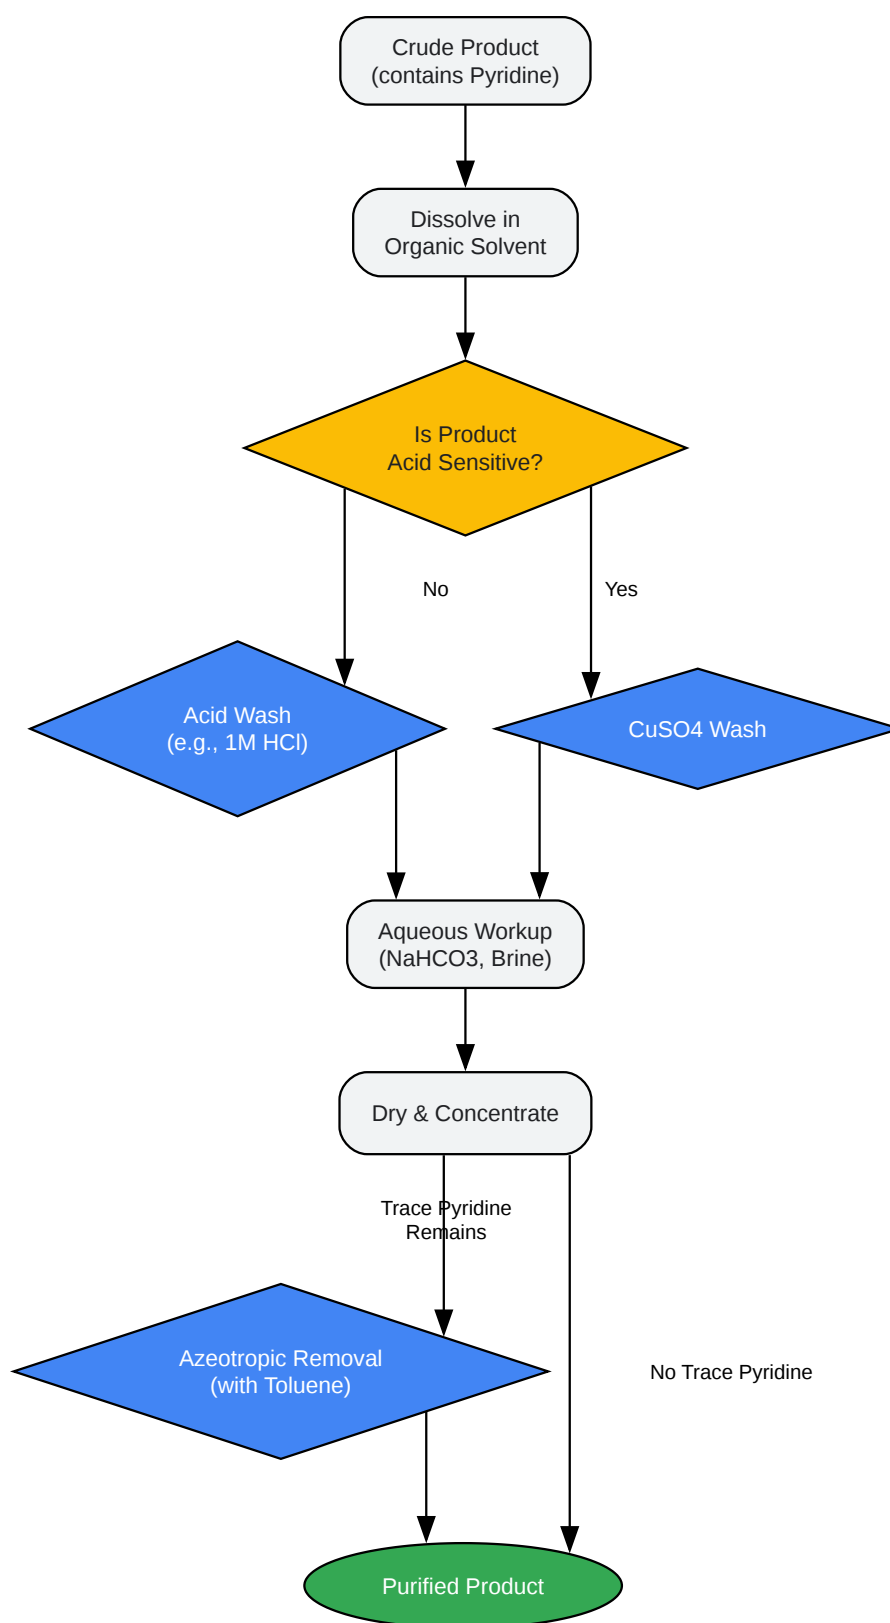 Crude Product
(contains Pyridine)
Dissolve in
Organic Solvent
Is Product
Acid Sensitive?
No
Yes
Acid Wash
(e.g., 1M HCl)
CuSO4 Wash
Aqueous Workup
(NaHCO3, Brine)
Dry & Concentrate
Trace Pyridine
Remains
Azeotropic Removal
(with Toluene)
No Trace Pyridine
Purified Product